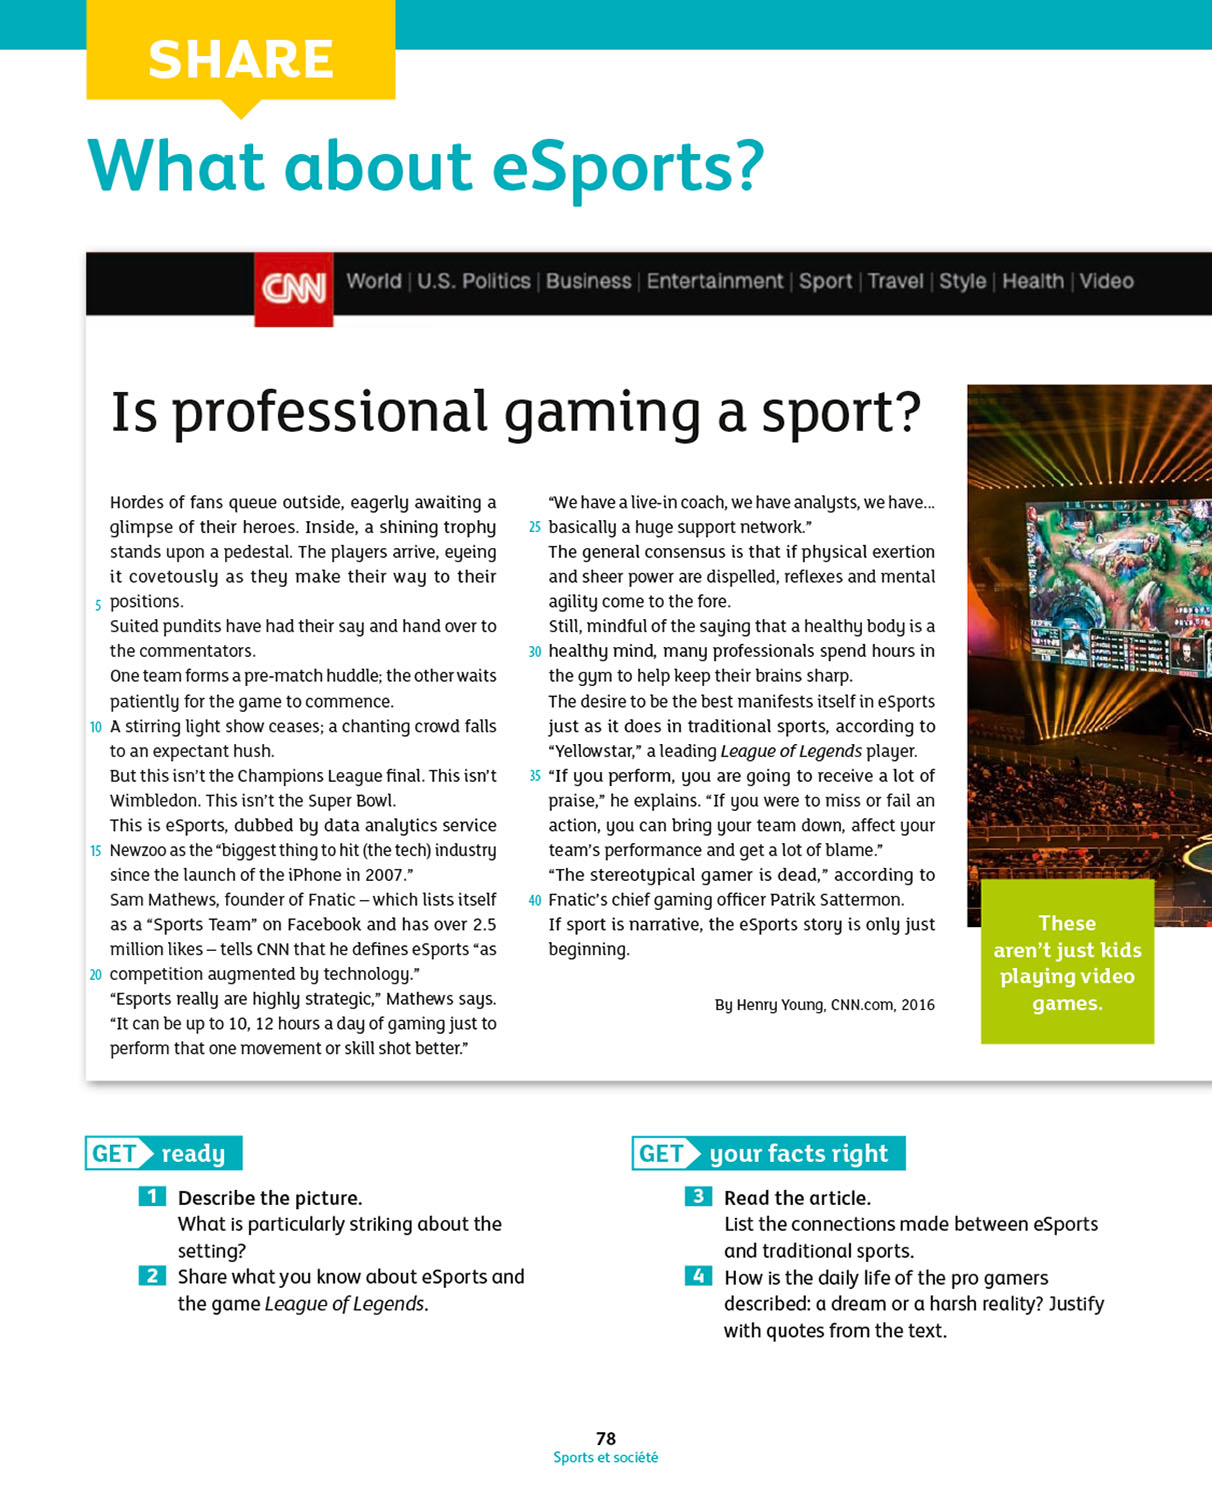 SHARE
What about eSports?
CNN World | U.S. Politics | Business | Entertainment | Sport | Travel | Style | Health | Video
Is professional gaming a sport?
Hordes of fans queue outside, eagerly awaiting a
glimpse of their heroes. Inside, a shining trophy
stands upon a pedestal. The players arrive, eyeing
it covetously as they make their way to their
5 positions.
Suited pundits have had their say and hand over to
the commentators.
One team forms a pre-match huddle; the other waits
patiently for the game to commence.
10 A stirring light show ceases; a chanting crowd falls
to an expectant hush.
But this isn’t the Champions League final. This isn’t
Wimbledon. This isn’t the Super Bowl.
This is eSports, dubbed by data analytics service
15 Newzoo as the “biggest thing to hit (the tech) industry
since the launch of the iPhone in 2007.”
Sam Mathews, founder of Fnatic – which lists itself
as a “Sports Team” on Facebook and has over 2.5
million likes – tells CNN that he defines eSports “as
20 competition augmented by technology.”
“Esports really are highly strategic,” Mathews says.
“It can be up to 10, 12 hours a day of gaming just to
perform that one movement or skill shot better.”
“We have a live-in coach, we have analysts, we have...
25 basically a huge support network.”
The general consensus is that if physical exertion
and sheer power are dispelled, reflexes and mental
agility come to the fore.
Still, mindful of the saying that a healthy body is a
30 healthy mind, many professionals spend hours in
the gym to help keep their brains sharp.
The desire to be the best manifests itself in eSports
just as it does in traditional sports, according to
“Yellowstar,” a leading League of Legends player.
35 “If you perform, you are going to receive a lot of
praise,” he explains. “If you were to miss or fail an
action, you can bring your team down, affect your
team’s performance and get a lot of blame.”
“The stereotypical gamer is dead,” according to
40 Fnatic’s chief gaming officer Patrik Sattermon.
If sport is narrative, the eSports story is only just
beginning.
By Henry Young, CNN.com, 2016
These
aren’t just kids
playing video
games.
GET ready
1 Describe the picture.
What is particularly striking about the
setting?
2 Share what you know about eSports and
the game League of Legends.
GET your facts right
3 Read the article.
List the connections made between eSports
and traditional sports.
4 How is the daily life of the pro gamers
described: a dream or a harsh reality? Justify
with quotes from the text.
78
Sports et société